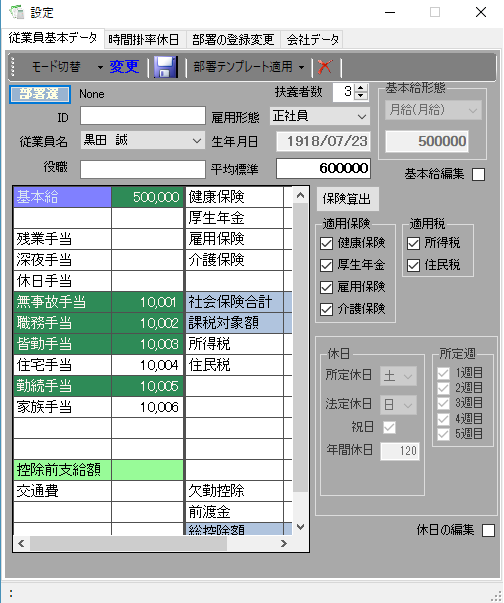 設定
従業員基本データ 時間掛率休日 部署の登録変更 会社データ
モード切替 変更 部署テンプレート適用
部署選 None 扶養者数 3 基本給形態
ID 雇用形態 正社員 月給(月給)
従業員名 黒田 誠 生年月日 1918/07/23 500000
役職 平均標準 600000 基本給編集
基本給 500,000 健康保険 保険算出
厚生年金 適用保険 適用税
残業手当 雇用保険 健康保険 所得税
深夜手当 介護保険 厚生年金 住民税
休日手当 雇用保険
無事故手当 10,001 社会保険合計 介護保険
職務手当 10,002 課税対象額
皆勤手当 10,003 所得税 休日 所定週
住宅手当 10,004 住民税 所定休日 土 1週目
勤続手当 10,005 2週目
家族手当 10,006 法定休日 日 3週目
祝日 4週目
5週目
年間休日 120
控除前支給額
交通費 欠勤控除
前渡金
総控除額 休日の編集